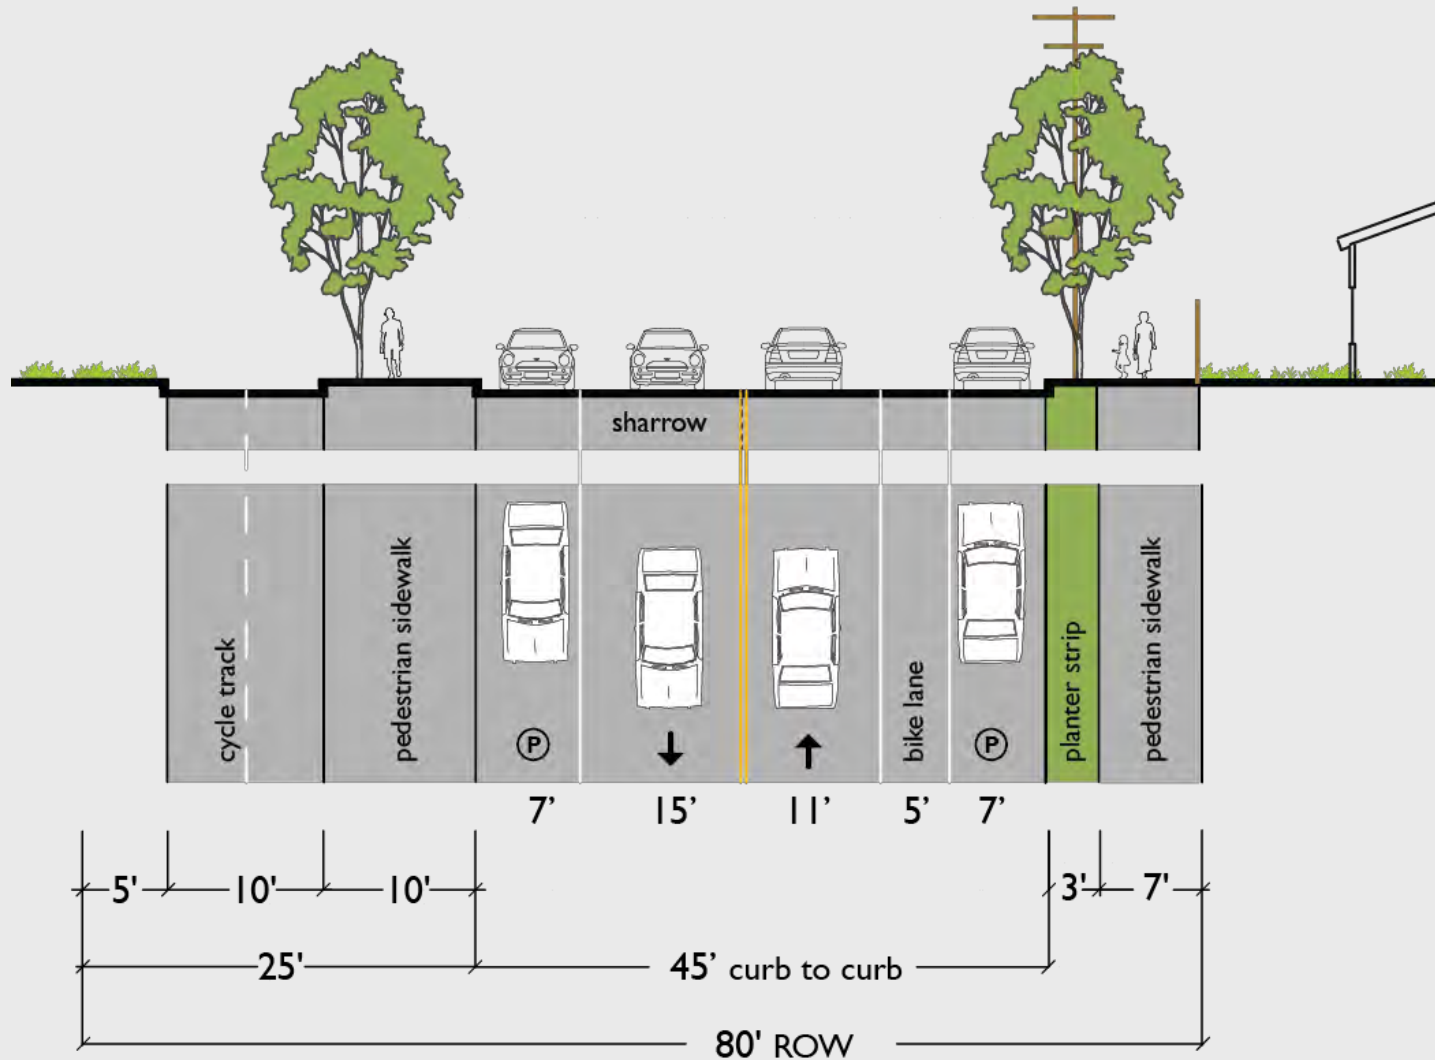 sharrow
cycle track
pedestrian sidewalk
P
bike lane
P
planter strip
pedestrian sidewalk
7’ 15’ 11’ 5’ 7’
5' 10' 10' 3' 7'
25' 45’ curb to curb
80' ROW